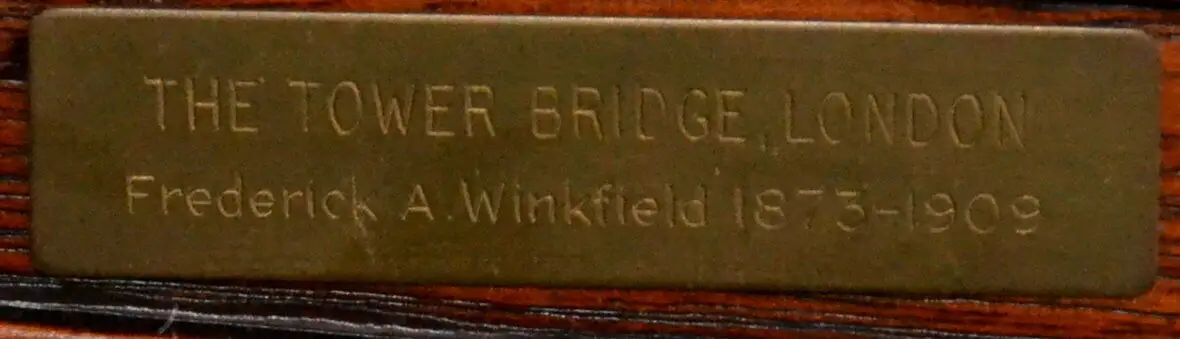 THE TOWER BRIDGE, LONDON
Frederick A. Winkfield 1873-1909